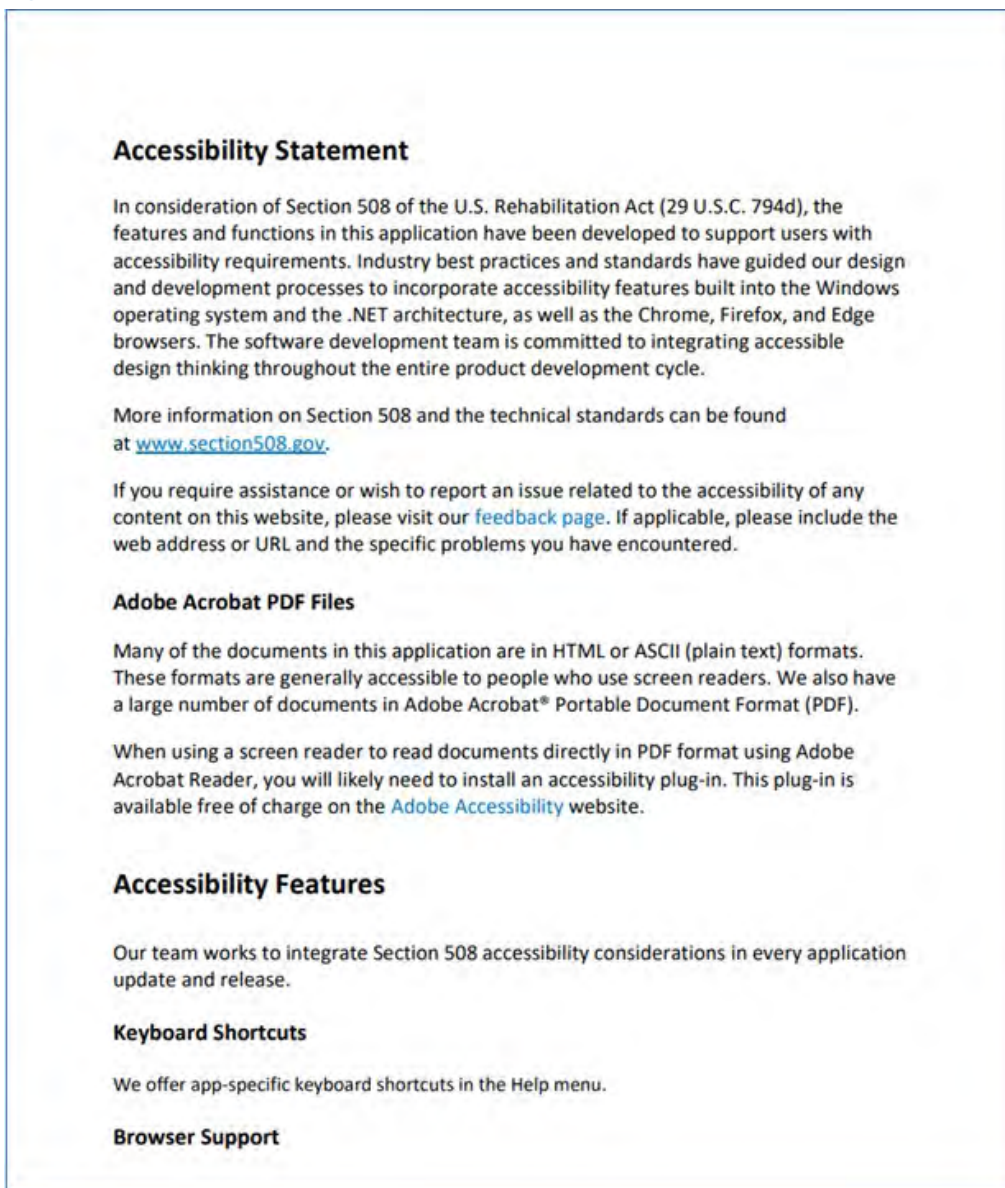 Accessibility Statement
In consideration of Section 508 of the U.S. Rehabilitation Act (29 U.S.C. 794d), the
features and functions in this application have been developed to support users with
accessibility requirements. Industry best practices and standards have guided our design
and development processes to incorporate accessibility features built into the Windows
operating system and the .NET architecture, as well as the Chrome, Firefox, and Edge
browsers. The software development team is committed to integrating accessible
design thinking throughout the entire product development cycle.
More information on Section 508 and the technical standards can be found
at www.section508.gov.
If you require assistance or wish to report an issue related to the accessibility of any
content on this website, please visit our feedback page. If applicable, please include the
web address or URL and the specific problems you have encountered.
Adobe Acrobat PDF Files
Many of the documents in this application are in HTML or ASCII (plain text) formats.
These formats are generally accessible to people who use screen readers. We also have
a large number of documents in Adobe Acrobat® Portable Document Format (PDF).
When using a screen reader to read documents directly in PDF format using Adobe
Acrobat Reader, you will likely need to install an accessibility plug-in. This plug-in is
available free of charge on the Adobe Accessibility website.
Accessibility Features
Our team works to integrate Section 508 accessibility considerations in every application
update and release.
Keyboard Shortcuts
We offer app-specific keyboard shortcuts in the Help menu.
Browser Support